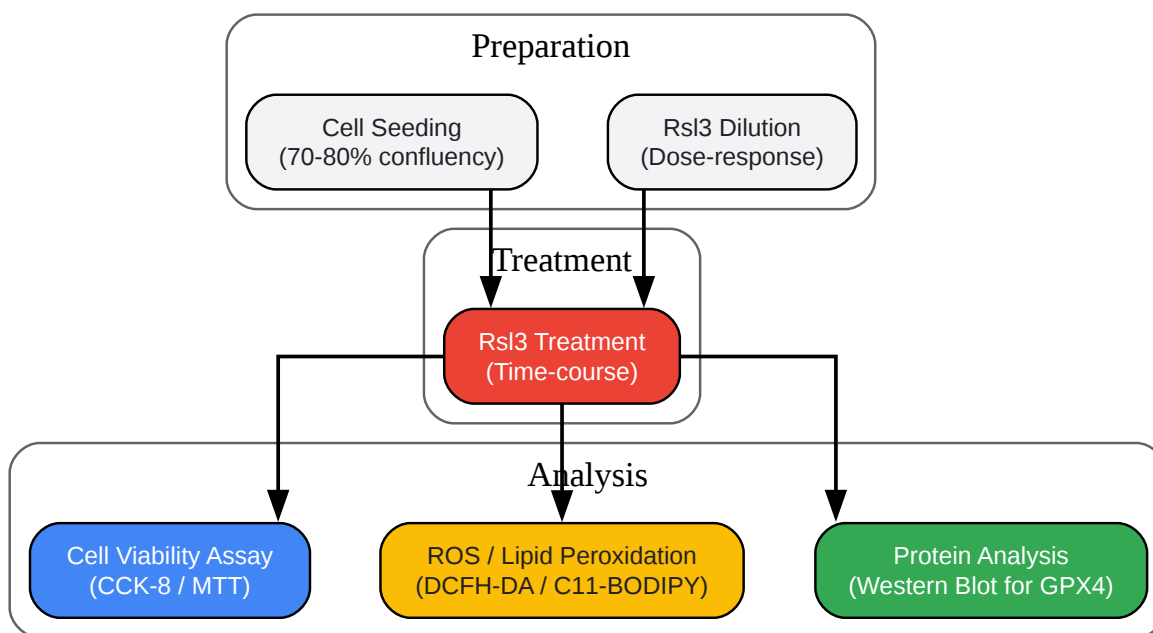 Preparation
Cell Seeding
(70-80% confluency)
Rsl3 Dilution
(Dose-response)
Treatment
Rsl3 Treatment
(Time-course)
Analysis
Cell Viability Assay
(CCK-8 / MTT)
ROS / Lipid Peroxidation
(DCFH-DA / C11-BODIPY)
Protein Analysis
(Western Blot for GPX4)